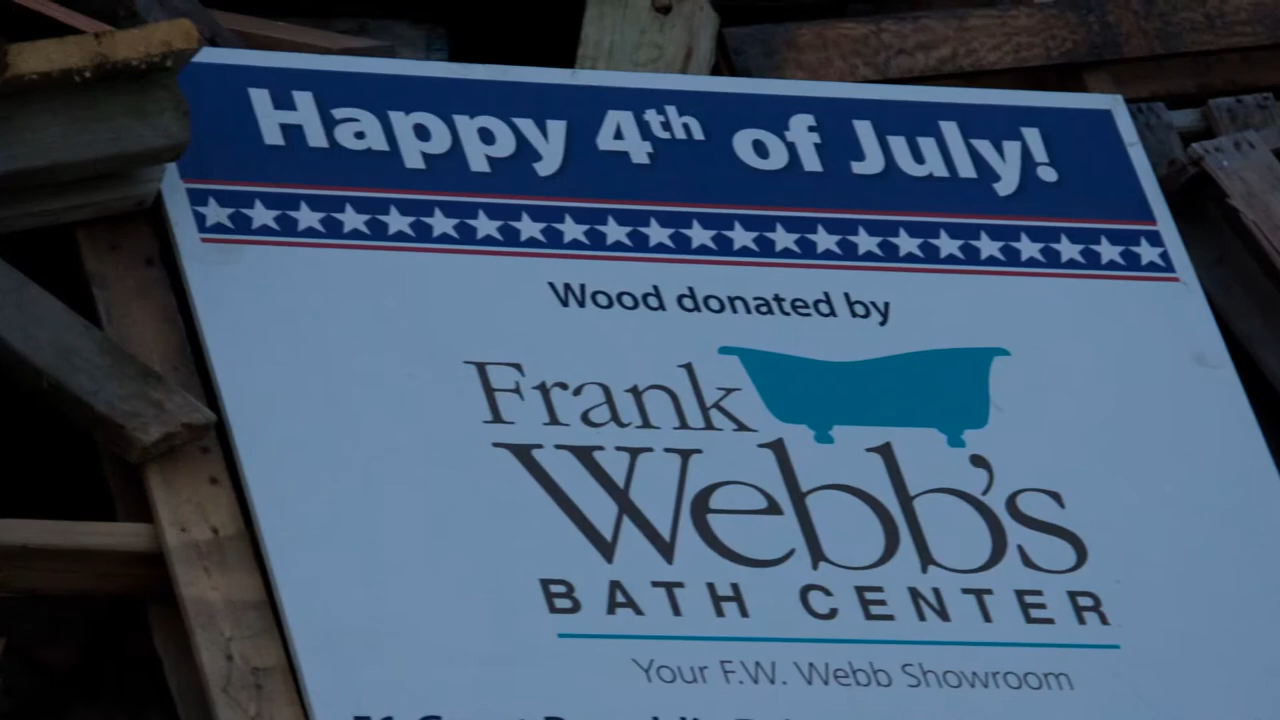 Happy 4th of July!
Wood donated by
Frank
Webb's
BATH CENTER
Your F.W. Webb Showroom